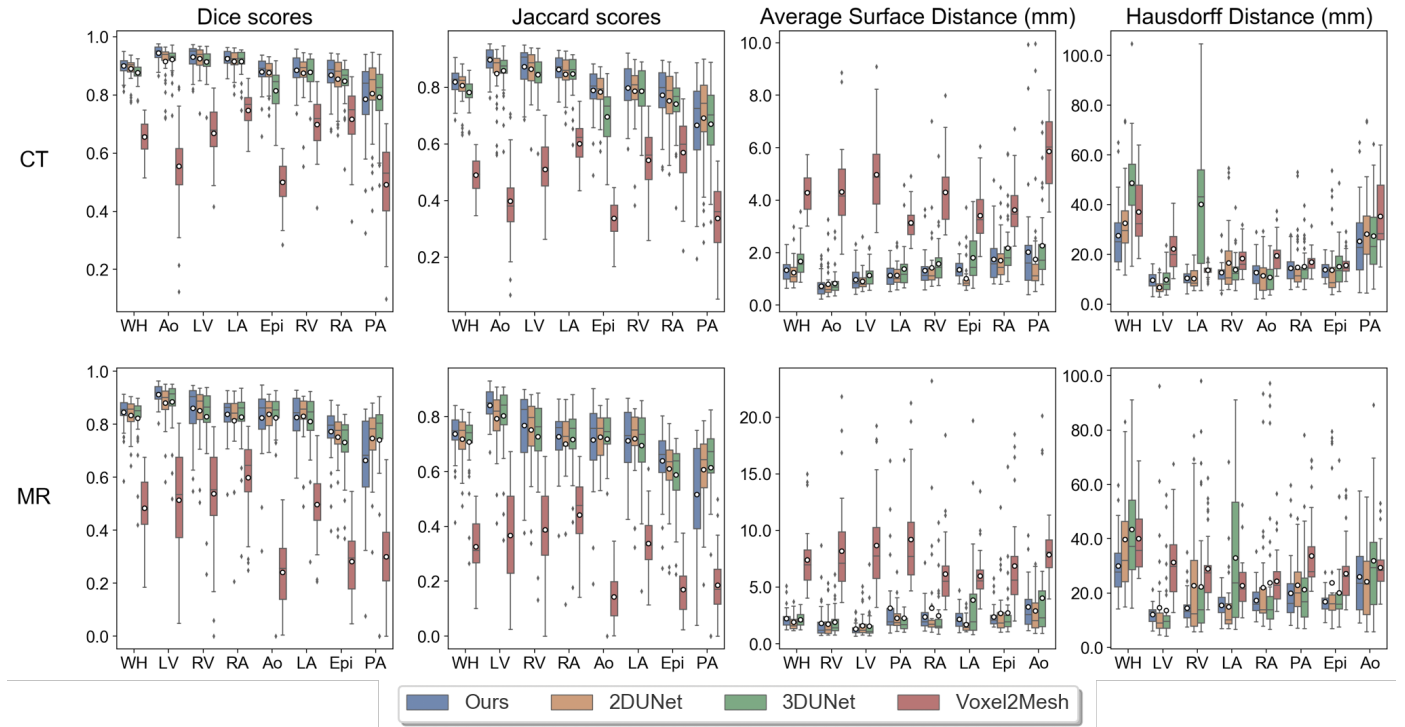 Dice scores
Jaccard scores
Average Surface Distance (mm)
Hausdorff Distance (mm)
CT
1.0
0.8
0.6
0.4
0.2
WH Ao LV LA Epi RV RA PA
0.8
0.6
0.4
0.2
WH Ao LV LA Epi RV RA PA
10.0
8.0
6.0
4.0
2.0
0.0
WH Ao LV LA RV Epi RA PA
100.0
80.0
60.0
40.0
20.0
0.0
WH LV LA RV Ao RA Epi PA
MR
1.0
0.8
0.6
0.4
0.2
0.0
WH LV RV RA Ao LA Epi PA
0.8
0.6
0.4
0.2
0.0
WH LV RV RA Ao LA Epi PA
20.0
15.0
10.0
5.0
0.0
WH RV LV PA RA LA Epi Ao
100.0
80.0
60.0
40.0
20.0
0.0
WH LV RV LA RA PA Epi Ao
Ours 2DUNet 3DUNet Voxel2Mesh